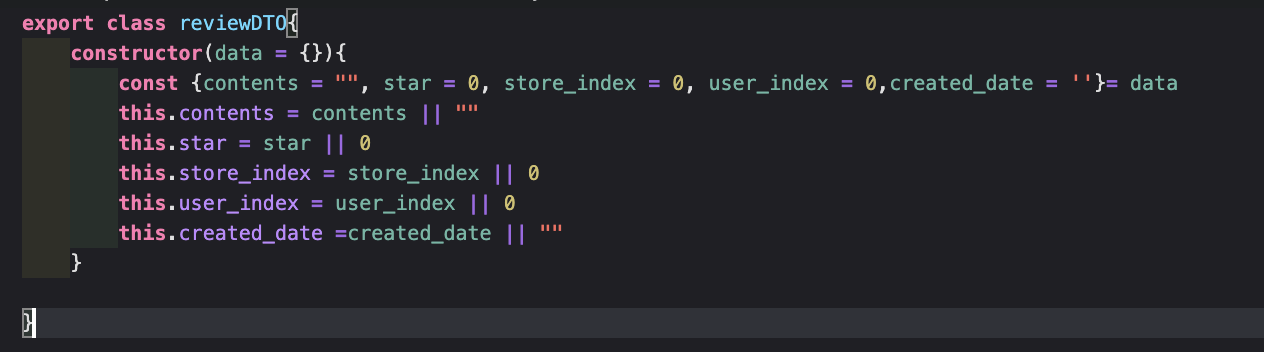 export class reviewDTO{
    constructor(data = {}){
        const {contents = "", star = 0, store_index = 0, user_index = 0,created_date = ''}= data
        this.contents = contents || ""
        this.star = star || 0
        this.store_index = store_index || 0
        this.user_index = user_index || 0
        this.created_date =created_date || ""
    }
}